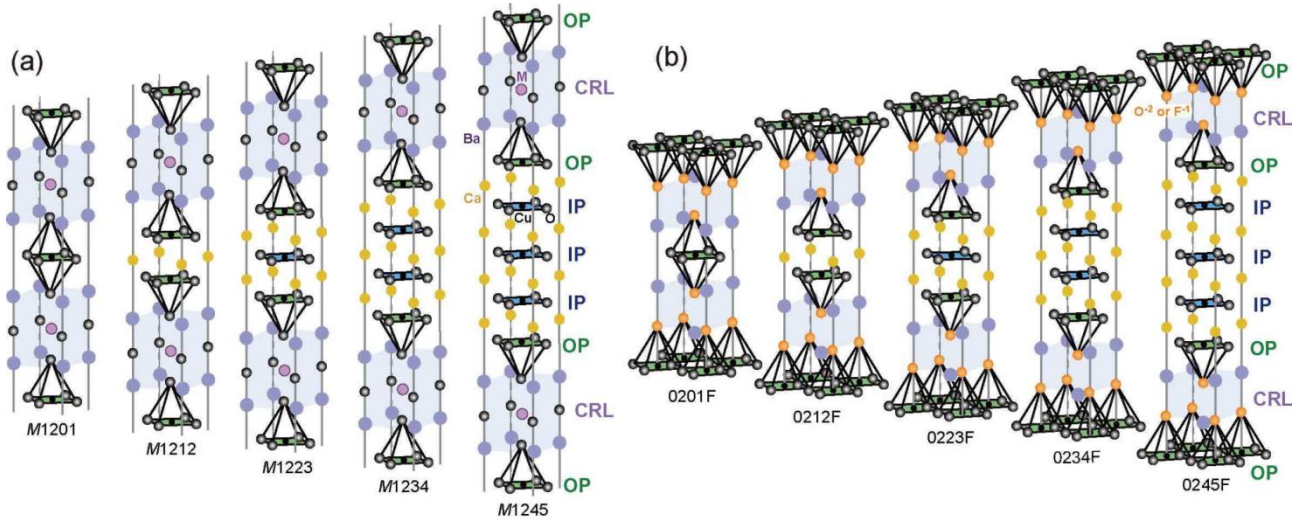 (a)
OP
M
CRL
Ba
OP
Ca
IP
Cu
O
IP
IP
OP
CRL
OP
M1201
M1212
M1223
M1234
M1245
(b)
OP
O⁻² or F⁻¹
CRL
OP
IP
IP
IP
OP
CRL
OP
0201F
0212F
0223F
0234F
0245F